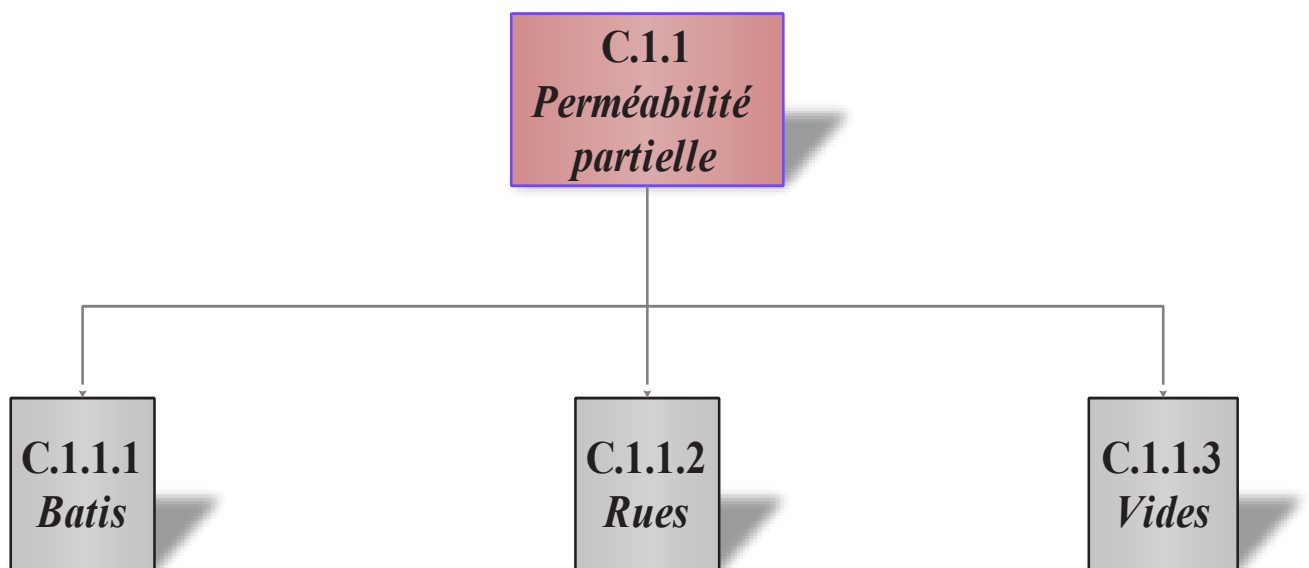 C.1.1
Perméabilité
partielle
C.1.1.1
Batis
C.1.1.2
Rues
C.1.1.3
Vides